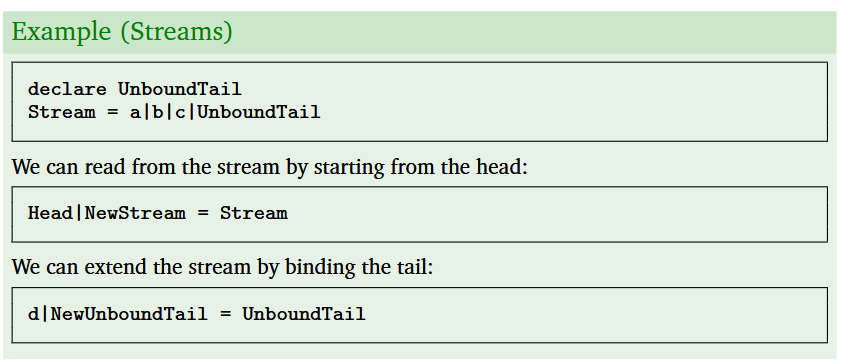 Example (Streams)
declare UnboundTail
Stream = a|b|c|UnboundTail
We can read from the stream by starting from the head:
Head|NewStream = Stream
We can extend the stream by binding the tail:
d|NewUnboundTail = UnboundTail